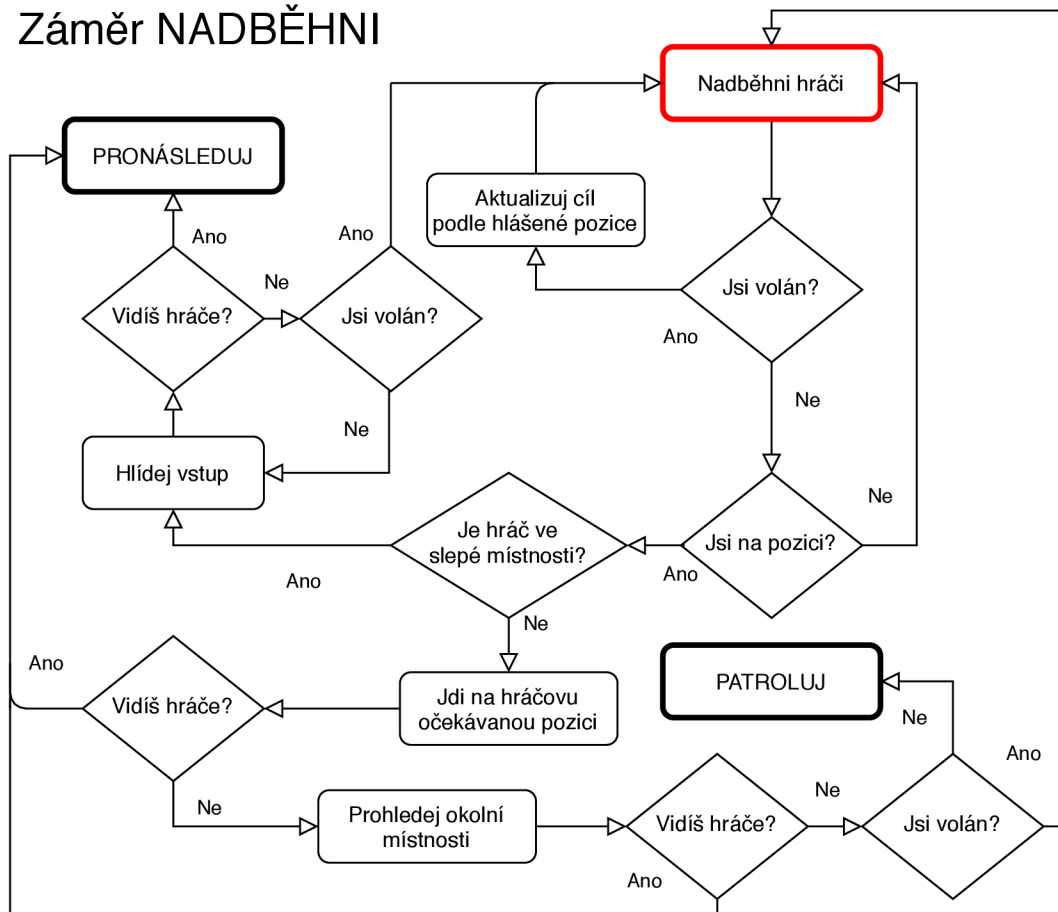 Záměr NADBĚHNI
Nadběhni hráči
PRONÁSLEDUJ
Aktualizuj cíl
podle hlášené pozice
Ano
Ano
Ne
Vidíš hráče?
Jsi volán?
Jsi volán?
Ano
Ne
Ne
Hlídej vstup
Ne
Je hráč ve
slepé místnosti?
Jsi na pozici?
Ano
Ano
Ne
Ano
Vidíš hráče?
Jdi na hráčovu
očekávanou pozici
PATROLUJ
Ne
Ano
Ne
Ne
Prohledej okolní
místnosti
Vidíš hráče?
Jsi volán?
Ano